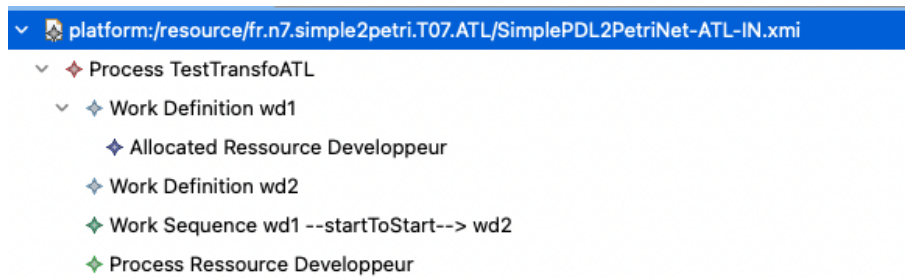 platform:/resource/fr.n7.simple2petri.T07.ATL/SimplePDL2PetriNet-ATL-IN.xmi
Process TestTransfoATL
Work Definition wd1
Allocated Ressource Developpeur
Work Definition wd2
Work Sequence wd1 --startToStart--> wd2
Process Ressource Developpeur